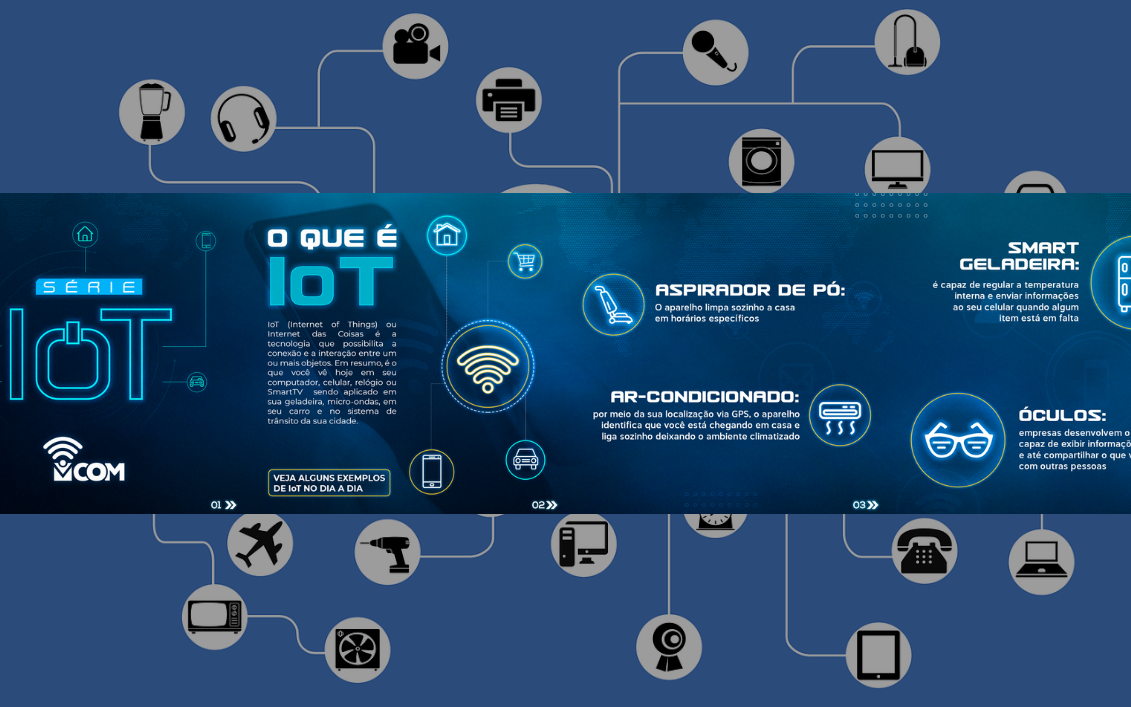 SÉRIE
IoT
VCOM
01
O QUE É
IoT
IoT (Internet of Things) ou
Internet das Coisas é a
tecnologia que possibilita a
conexão e a interação entre um
ou mais objetos. Em resumo, é o
que você vê hoje em seu
computador, celular, relógio ou
SmartTV sendo aplicado em
sua geladeira, micro-ondas, em
seu carro e no sistema de
trânsito da sua cidade.
VEJA ALGUNS EXEMPLOS
DE IoT NO DIA A DIA
02
ASPIRADOR DE PÓ:
O aparelho limpa sozinho a casa
em horários específicos
AR-CONDICIONADO:
por meio da sua localização via GPS, o aparelho
identifica que você está chegando em casa e
liga sozinho deixando o ambiente climatizado
03
SMART
GELADEIRA:
é capaz de regular a temperatura
interna e enviar informações
ao seu celular quando algum
item está em falta
ÓCULOS:
empresas desenvolvem o
capaz de exibir
e até compartilhar o que
com outras pessoas